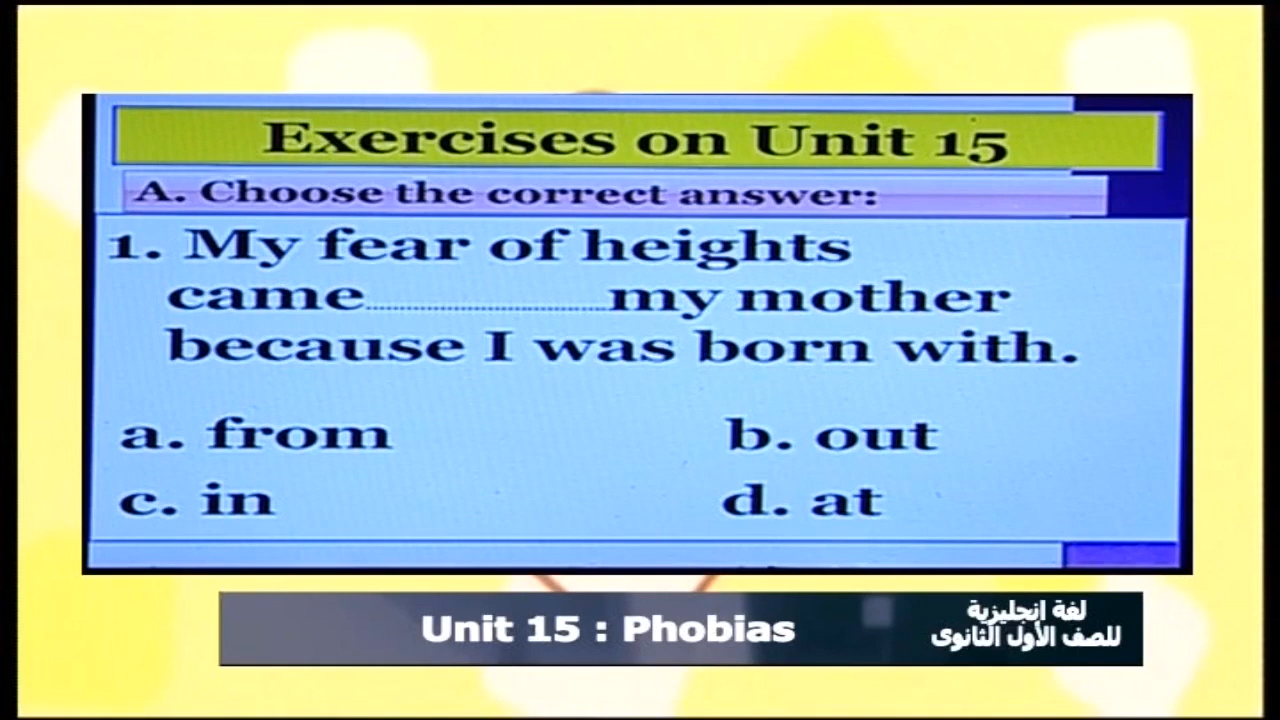 Exercises on Unit 15
A. Choose the correct answer:
1. My fear of heights
came....................my mother
because I was born with.
a. from b. out
c. in d. at
Unit 15 : Phobias
لغة إنجليزية
للصف الأول الثانوى